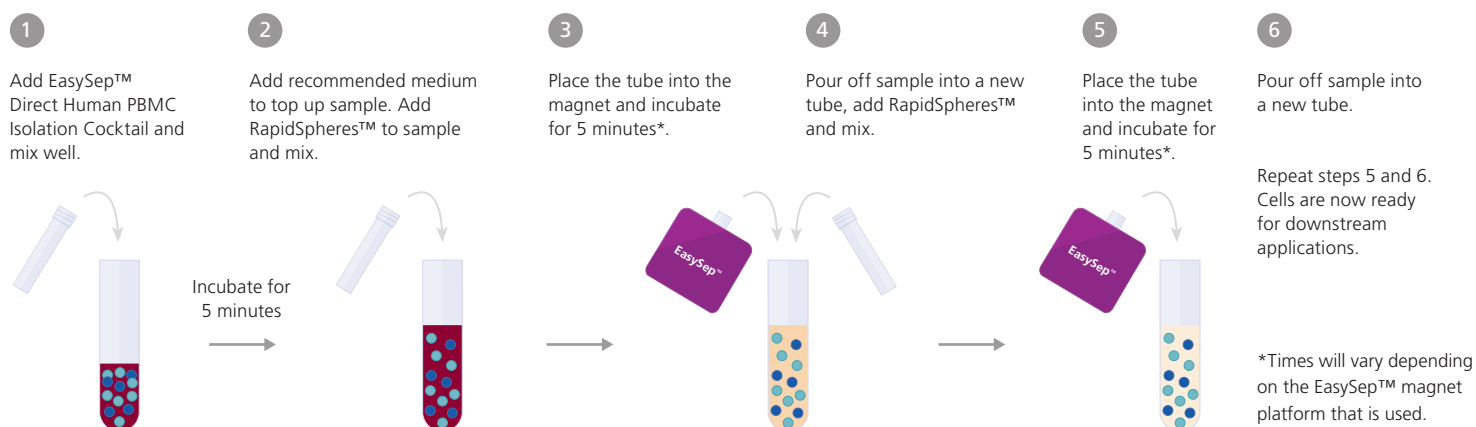 1
Add EasySep™
Direct Human PBMC
Isolation Cocktail and
mix well.
Incubate for
5 minutes
2
Add recommended medium
to top up sample. Add
RapidSpheres™ to sample
and mix.
3
Place the tube into the
magnet and incubate
for 5 minutes*.
EasySep™
4
Pour off sample into a new
tube, add RapidSpheres™
and mix.
5
Place the tube
into the magnet
and incubate for
5 minutes*.
EasySep™
6
Pour off sample into
a new tube.
Repeat steps 5 and 6.
Cells are now ready
for downstream
applications.
*Times will vary depending
on the EasySep™ magnet
platform that is used.